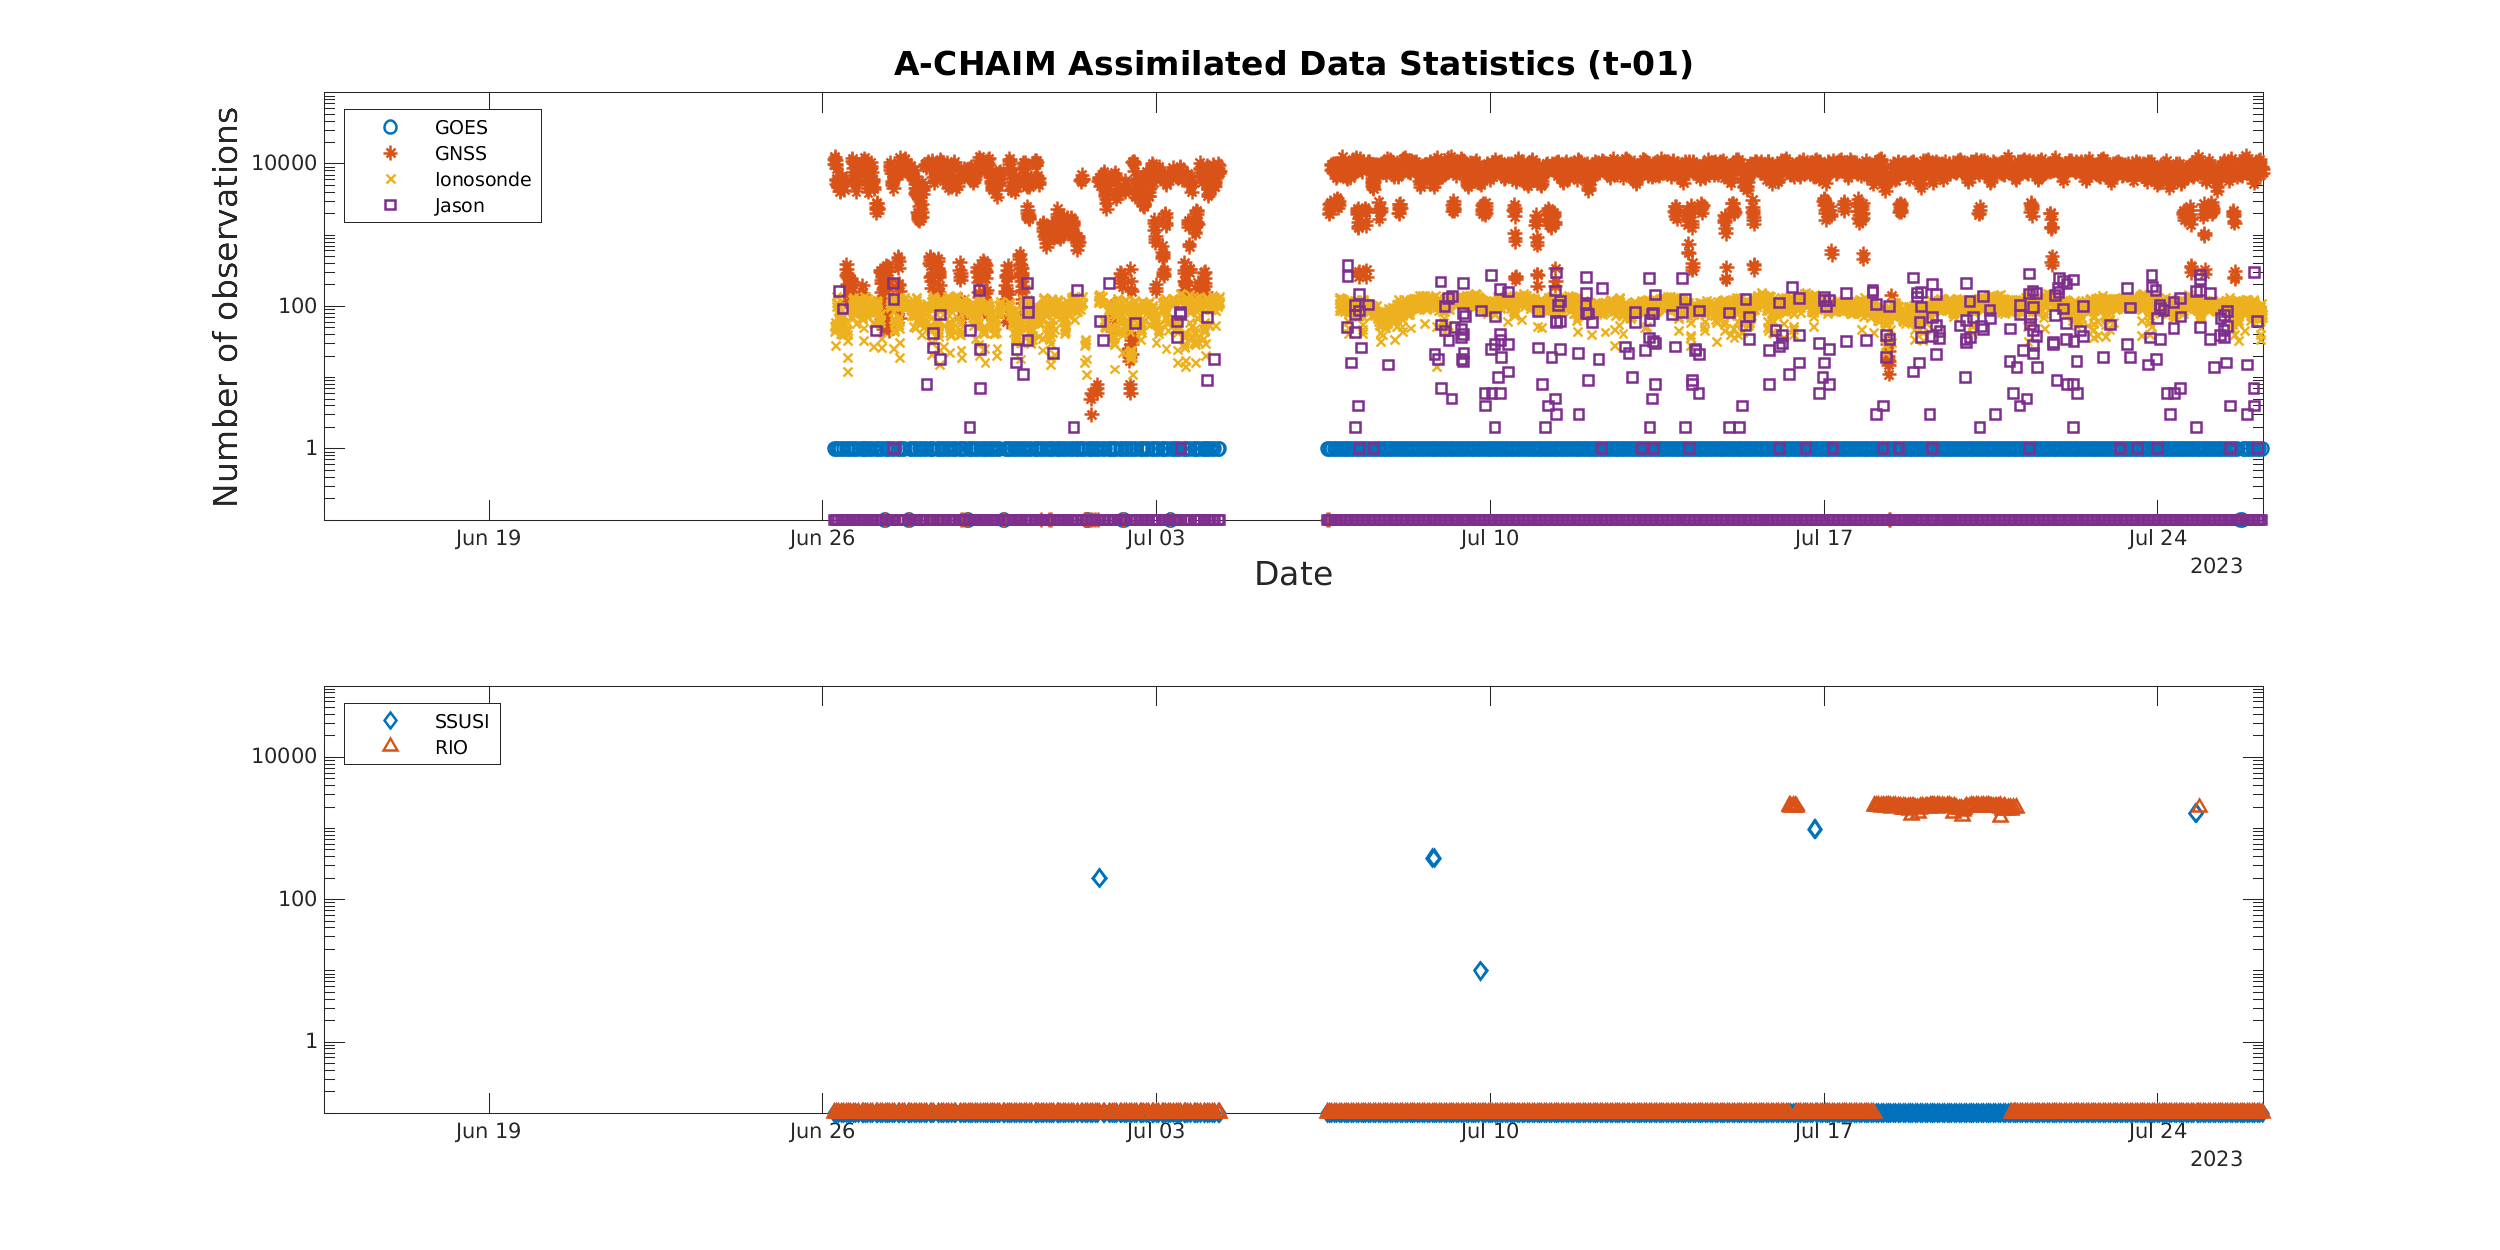 A-CHAIM Assimilated Data Statistics (t-01)
GOES
GNSS
Ionosonde
Jason
Number of observations
10000
100
1
Jun 19
Jun 26
Jul 03
Jul 10
Jul 17
Jul 24
2023
Date
SSUSI
RIO
10000
100
1
Jun 19
Jun 26
Jul 03
Jul 10
Jul 17
Jul 24
2023